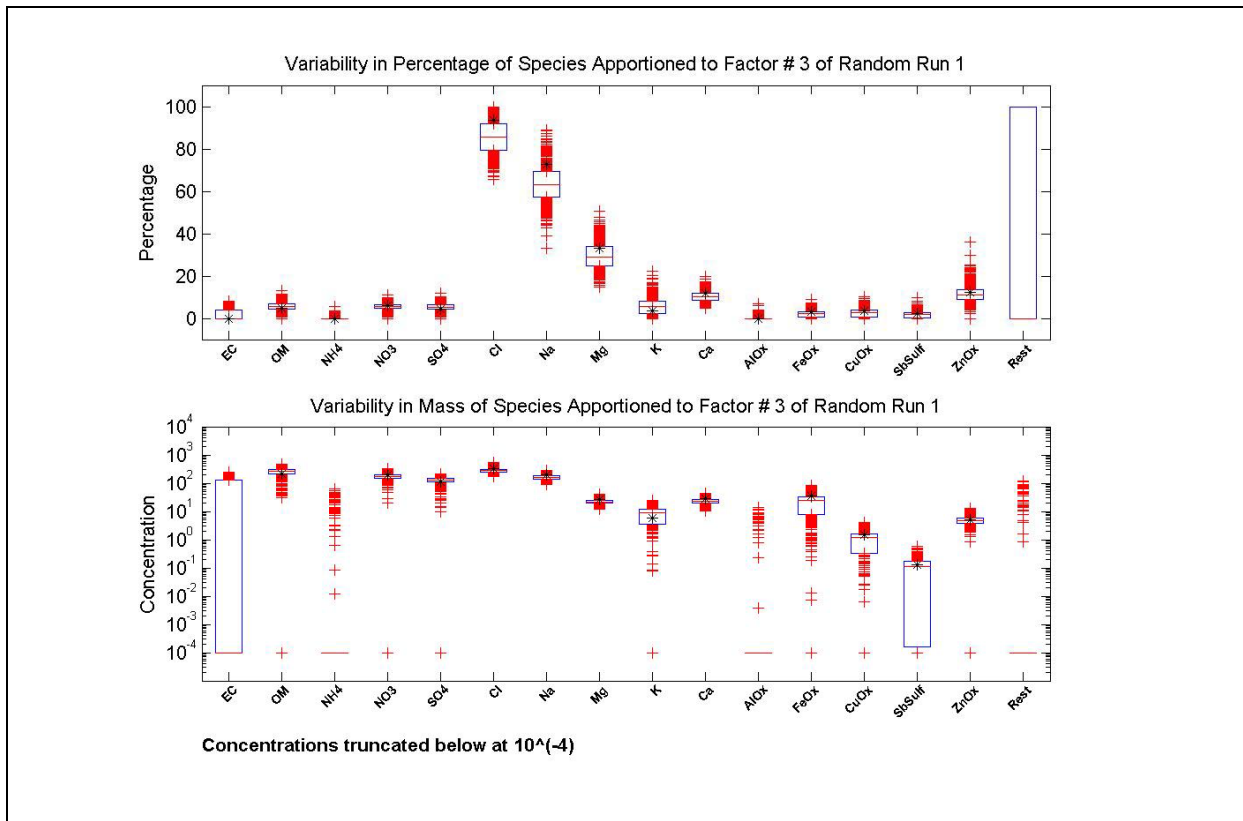 Variability in Percentage of Species Apportioned to Factor # 3 of Random Run 1
Percentage
100
80
60
40
20
0
EC OM NH4 NO3 SO4 Cl Na Mg K Ca AlOx FeOx CuOx SbSulf ZnOx Rest
Variability in Mass of Species Apportioned to Factor # 3 of Random Run 1
Concentration
10^4
10^3
10^2
10^1
10^0
10^-1
10^-2
10^-3
10^-4
EC OM NH4 NO3 SO4 Cl Na Mg K Ca AlOx FeOx CuOx SbSulf ZnOx Rest
Concentrations truncated below at 10^(-4)